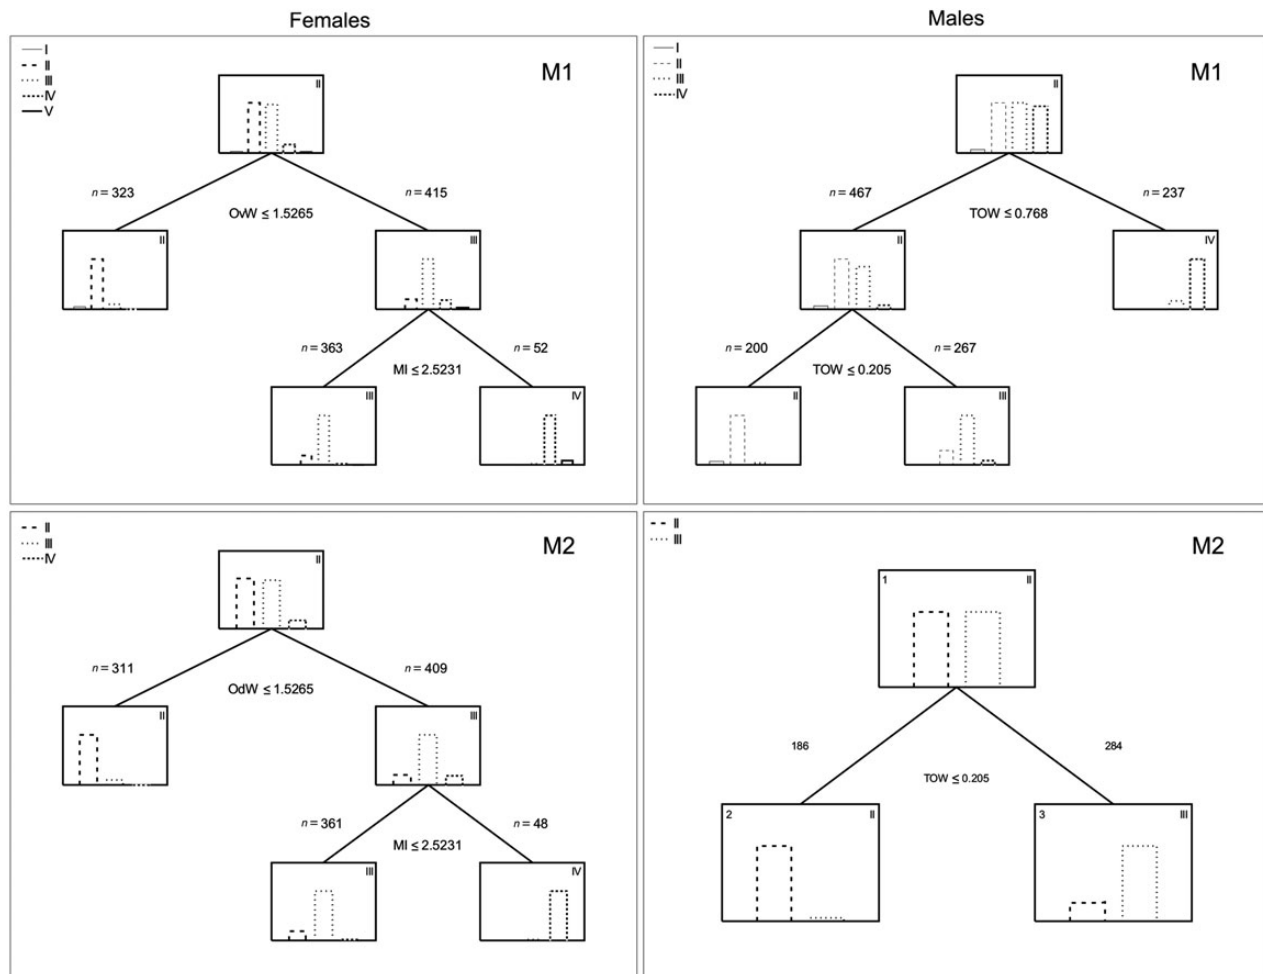 Females
Males
I
II
III
IV
V
M1
II
n = 323
n = 415
OvW ≤ 1.5265
II
III
n = 363
n = 52
MI ≤ 2.5231
III
IV
I
II
III
IV
M1
II
n = 467
n = 237
TOW ≤ 0.768
II
IV
n = 200
n = 267
TOW ≤ 0.205
II
III
II
III
IV
M2
II
n = 311
n = 409
OdW ≤ 1.5265
II
III
n = 361
n = 48
MI ≤ 2.5231
III
IV
II
III
M2
1 II
186
284
TOW ≤ 0.205
2 II
3 III